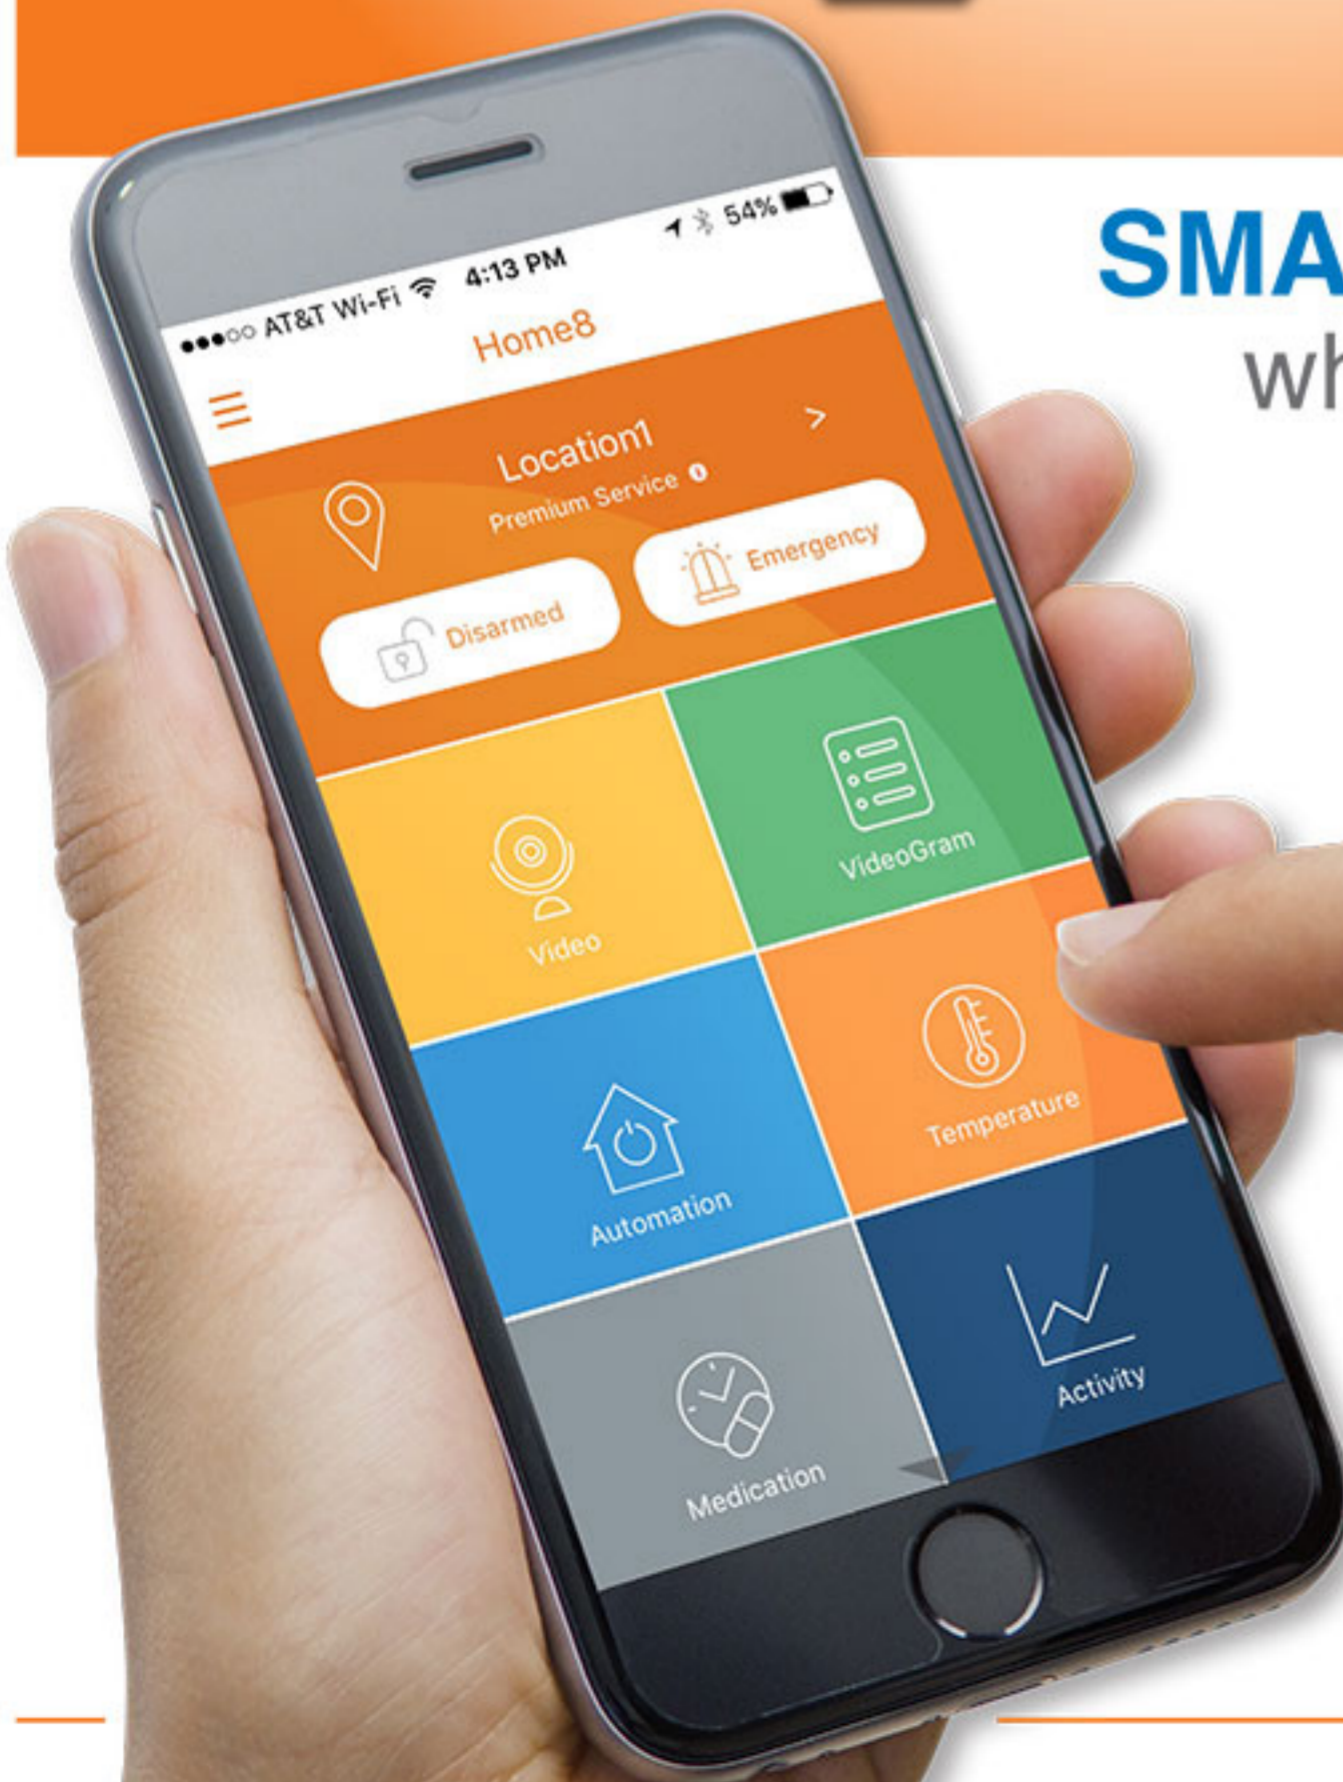 AT&T Wi-Fi 4:13 PM 54%
Home8
Location1
Premium Service
Disarmed
Emergency
Video
VideoGram
Automation
Temperature
Medication
Activity
SMA
wh